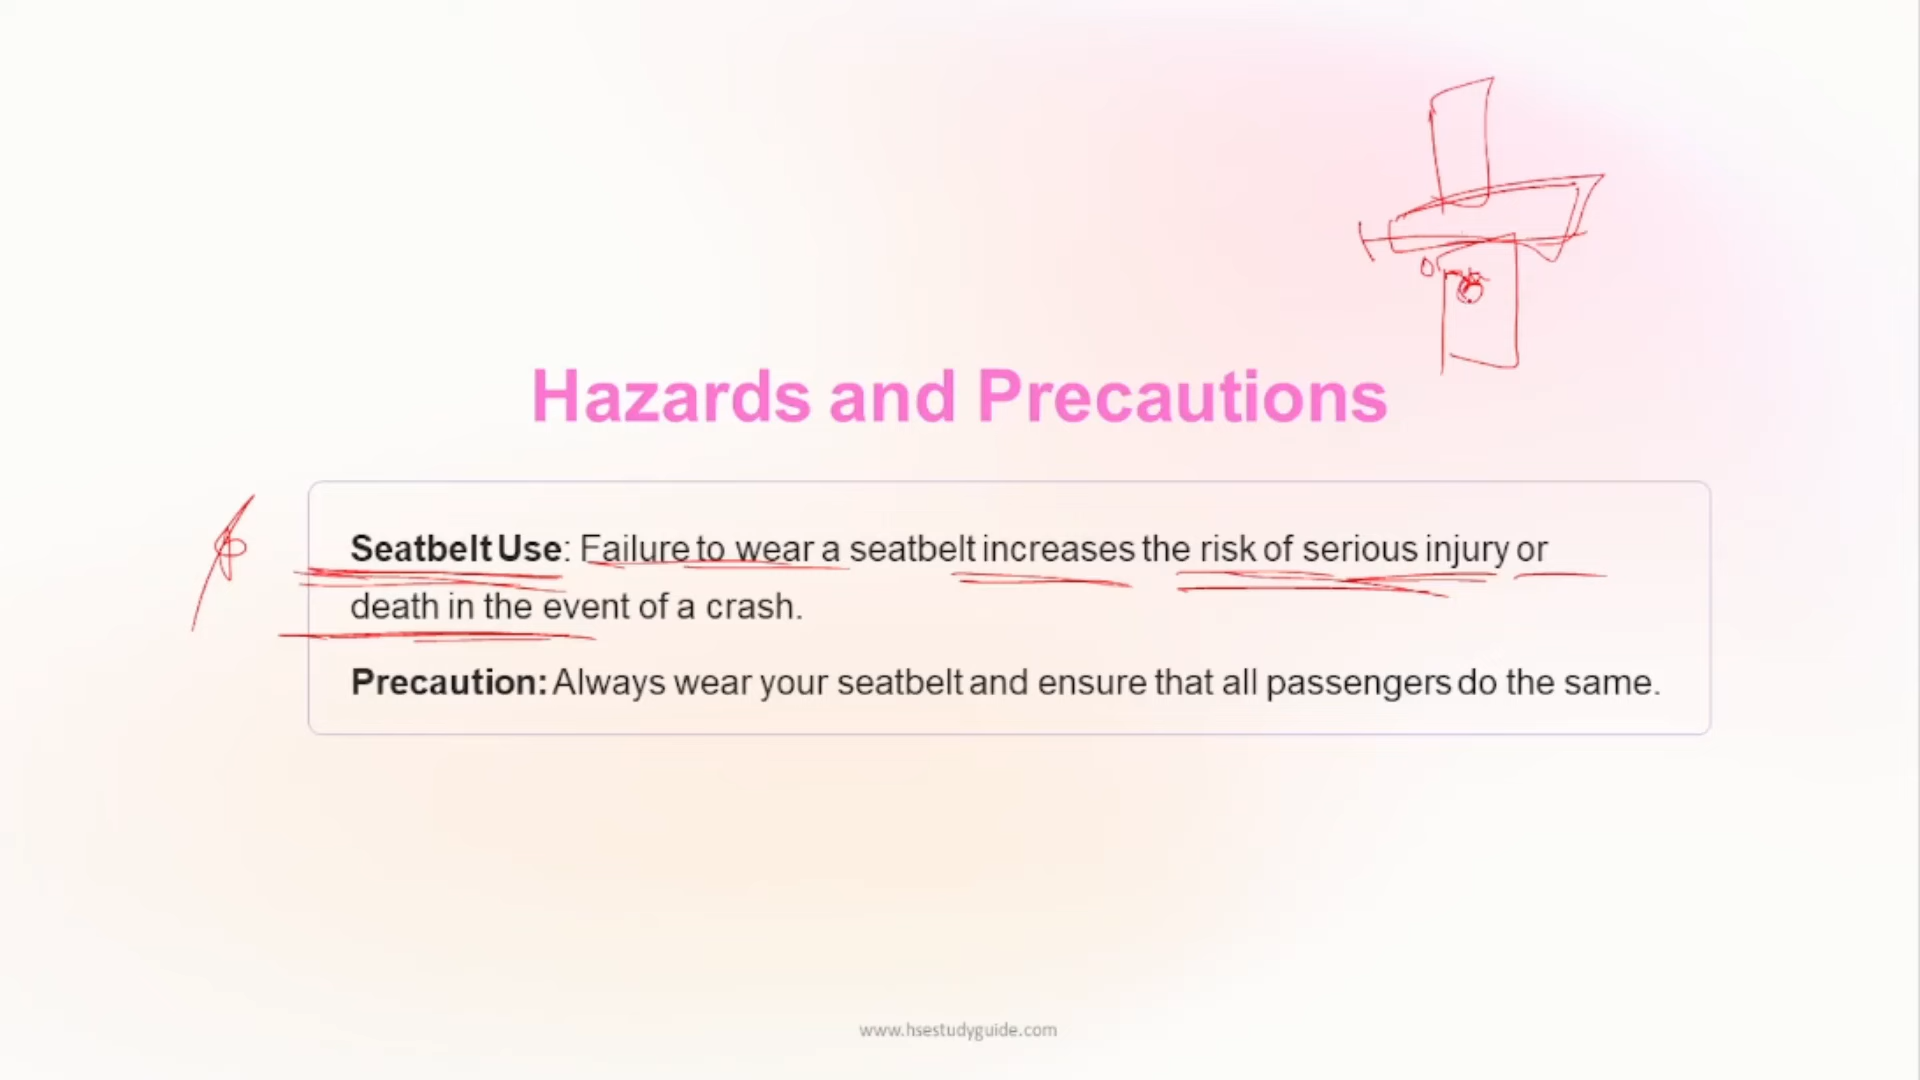 Hazards and Precautions
Seatbelt Use: Failure to wear a seatbelt increases the risk of serious injury or
death in the event of a crash.
Precaution: Always wear your seatbelt and ensure that all passengers do the same.
www.hsestudyguide.com